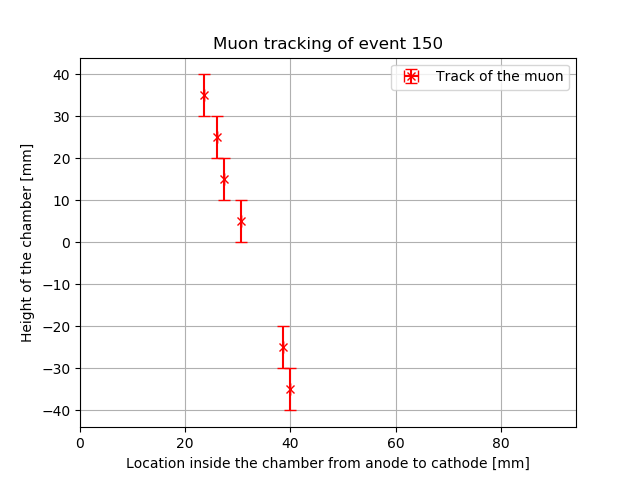 Muon tracking of event 150
Track of the muon
Height of the chamber [mm]
40
30
20
10
0
−10
−20
−30
−40
0 20 40 60 80
Location inside the chamber from anode to cathode [mm]